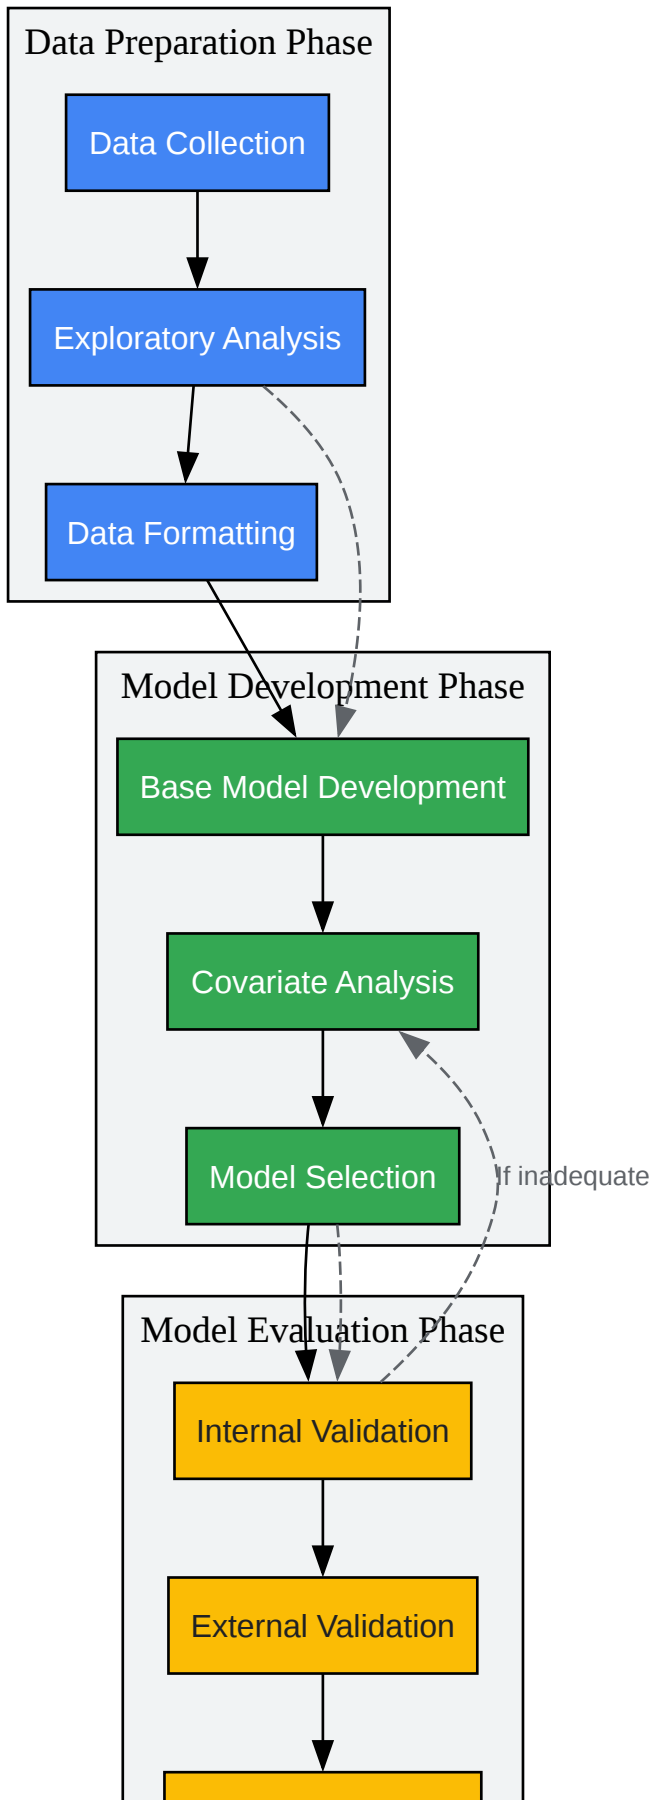 Data Preparation Phase
Data Collection
Exploratory Analysis
Data Formatting
Model Development Phase
Base Model Development
Covariate Analysis
Model Selection
If inadequate
Model Evaluation Phase
Internal Validation
External Validation